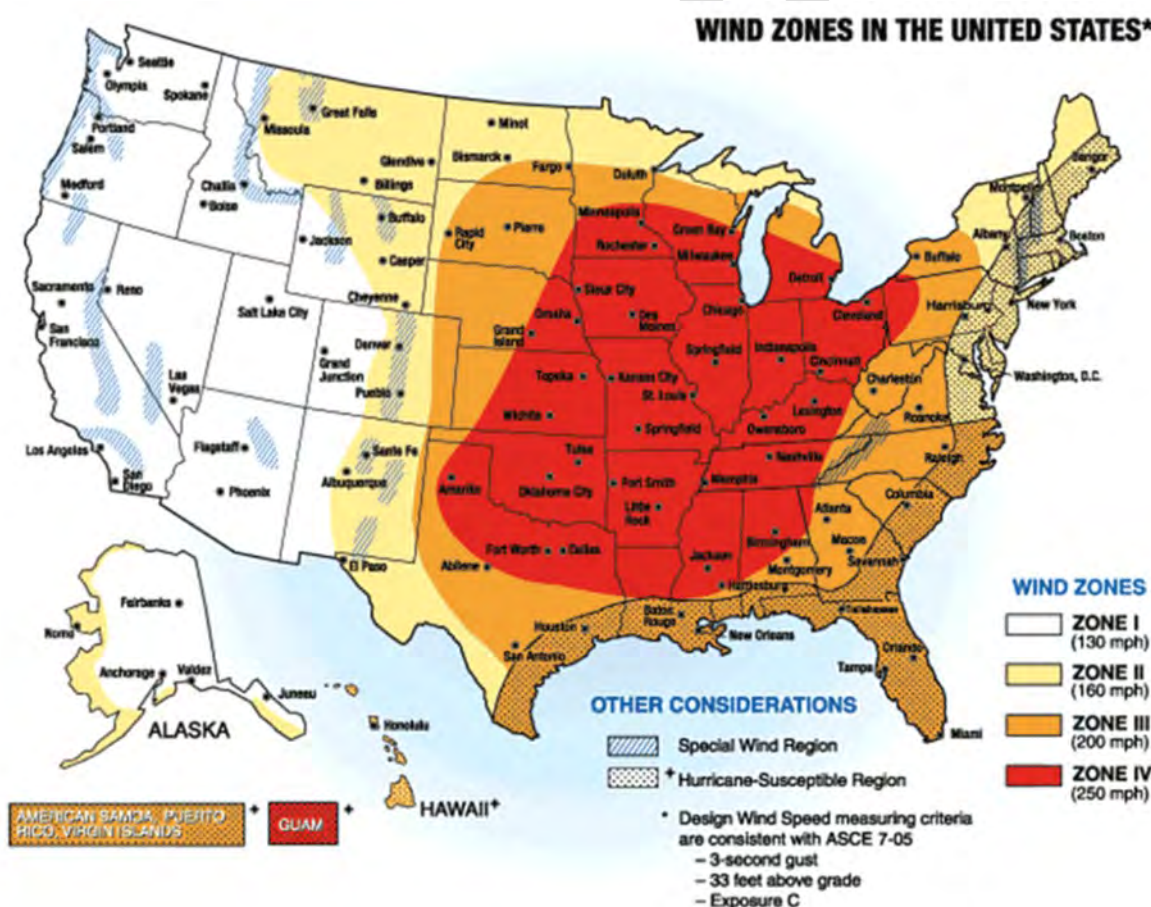 WIND ZONES IN THE UNITED STATES*
Seattle
Olympia
Spokane
Portland
Salem
Medford
Missoula
Great Falls
Glendive
Billings
Challis
Boise
Minot
Bismarck
Fargo
Duluth
Bangor
Montpelier
Buffalo
Jackson
Casper
Cheyenne
Rapid City
Pierre
Minneapolis
Rochester
Green Bay
Milwaukee
Detroit
Buffalo
Albany
Boston
Sacramento
Reno
San Francisco
Salt Lake City
Las Vegas
Los Angeles
San Diego
Denver
Grand Junction
Pueblo
Grand Island
Omaha
Sioux City
Des Moines
Chicago
Cleveland
Harrisburg
New York
Washington, D.C.
Topeka
Kansas City
Springfield
Indianapolis
Cincinnati
Charleston
Wichita
St. Louis
Springfield
Owensboro
Lexington
Roanoke
Raleigh
Flagstaff
Phoenix
Santa Fe
Albuquerque
El Paso
Amarillo
Tulsa
Oklahoma City
Fort Smith
Little Rock
Memphis
Nashville
Atlanta
Columbia
Macon
Savannah
Birmingham
Montgomery
Fort Worth
Dallas
Abilene
Jackson
Hattiesburg
Baton Rouge
New Orleans
Tallahassee
Houston
San Antonio
Orlando
Tampa
Miami
Fairbanks
Nome
Anchorage
Valdez
Juneau
ALASKA
Honolulu
HAWAII+
AMERICAN SAMOA, PUERTO
RICO, VIRGIN ISLANDS
+
GUAM
+
OTHER CONSIDERATIONS
Special Wind Region
+ Hurricane-Susceptible Region
* Design Wind Speed measuring criteria
are consistent with ASCE 7-05
– 3-second gust
– 33 feet above grade
– Exposure C
WIND ZONES
ZONE I
(130 mph)
ZONE II
(160 mph)
ZONE III
(200 mph)
ZONE IV
(250 mph)